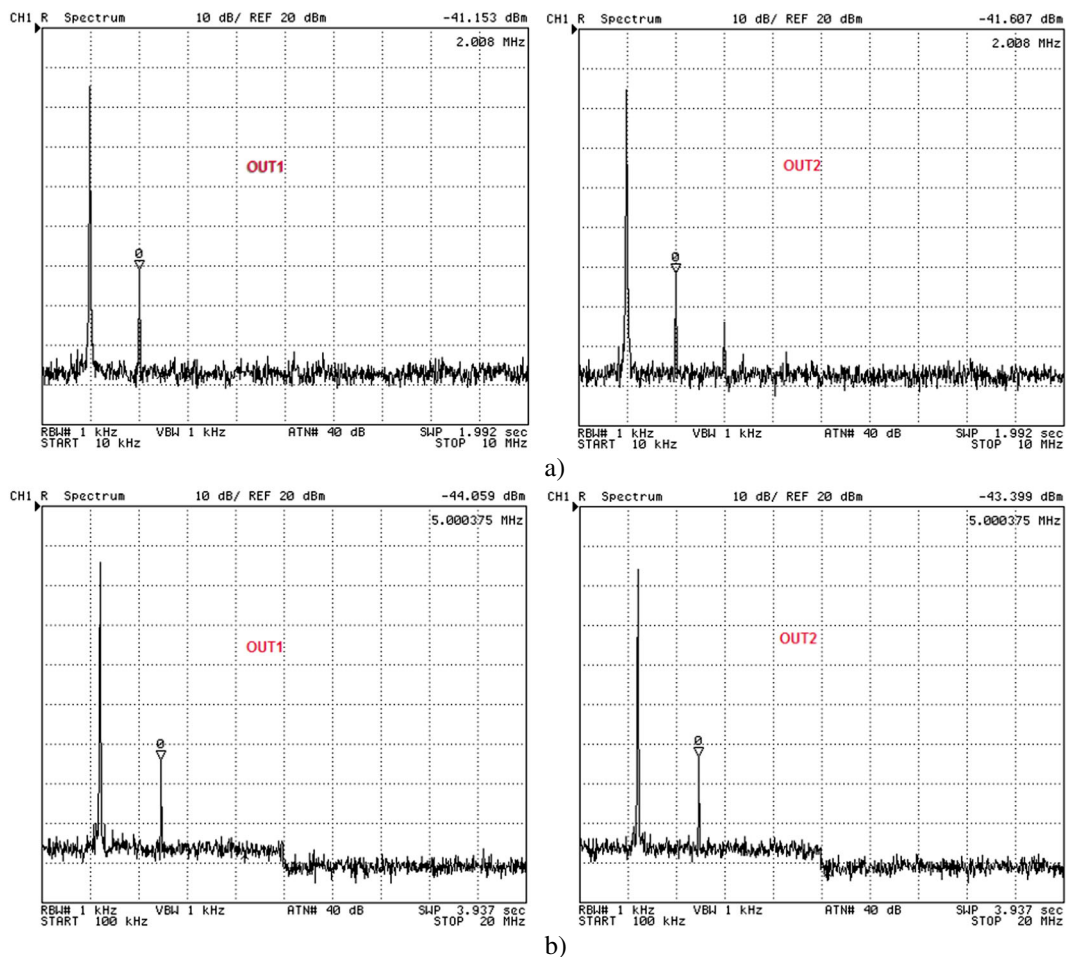 CH1 R Spectrum 10 dB/ REF 20 dBm -41.153 dBm
2.008 MHz
OUT1
0
RBW# 1 kHz VBW 1 kHz ATN# 40 dB SWP 1.992 sec
START 10 kHz STOP 10 MHz
CH1 R Spectrum 10 dB/ REF 20 dBm -41.607 dBm
2.008 MHz
OUT2
0
RBW# 1 kHz VBW 1 kHz ATN# 40 dB SWP 1.992 sec
START 10 kHz STOP 10 MHz
a)
CH1 R Spectrum 10 dB/ REF 20 dBm -44.059 dBm
5.000375 MHz
OUT1
0
RBW# 1 kHz VBW 1 kHz ATN# 40 dB SWP 3.937 sec
START 100 kHz STOP 20 MHz
CH1 R Spectrum 10 dB/ REF 20 dBm -43.399 dBm
5.000375 MHz
OUT2
0
RBW# 1 kHz VBW 1 kHz ATN# 40 dB SWP 3.937 sec
START 100 kHz STOP 20 MHz
b)